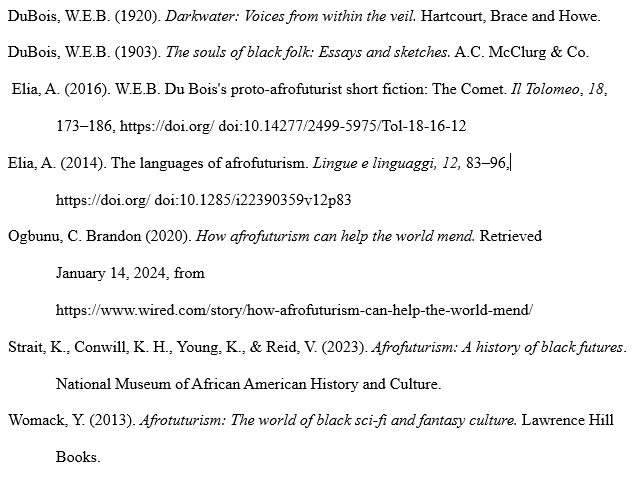 DuBois, W.E.B. (1920). Darkwater: Voices from within the veil. Hartcourt, Brace and Howe.
DuBois, W.E.B. (1903). The souls of black folk: Essays and sketches. A.C. McClurg & Co.
Elia, A. (2016). W.E.B. Du Bois's proto-afrofuturist short fiction: The Comet. Il Tolomeo, 18,
173–186, https://doi.org/ doi:10.14277/2499-5975/Tol-18-16-12
Elia, A. (2014). The languages of afrofuturism. Lingue e linguaggi, 12, 83–96,
https://doi.org/ doi:10.1285/i22390359v12p83
Ogbunu, C. Brandon (2020). How afrofuturism can help the world mend. Retrieved
January 14, 2024, from
https://www.wired.com/story/how-afrofuturism-can-help-the-world-mend/
Strait, K., Conwill, K. H., Young, K., & Reid, V. (2023). Afrofuturism: A history of black futures.
National Museum of African American History and Culture.
Womack, Y. (2013). Afrotuturism: The world of black sci-fi and fantasy culture. Lawrence Hill
Books.